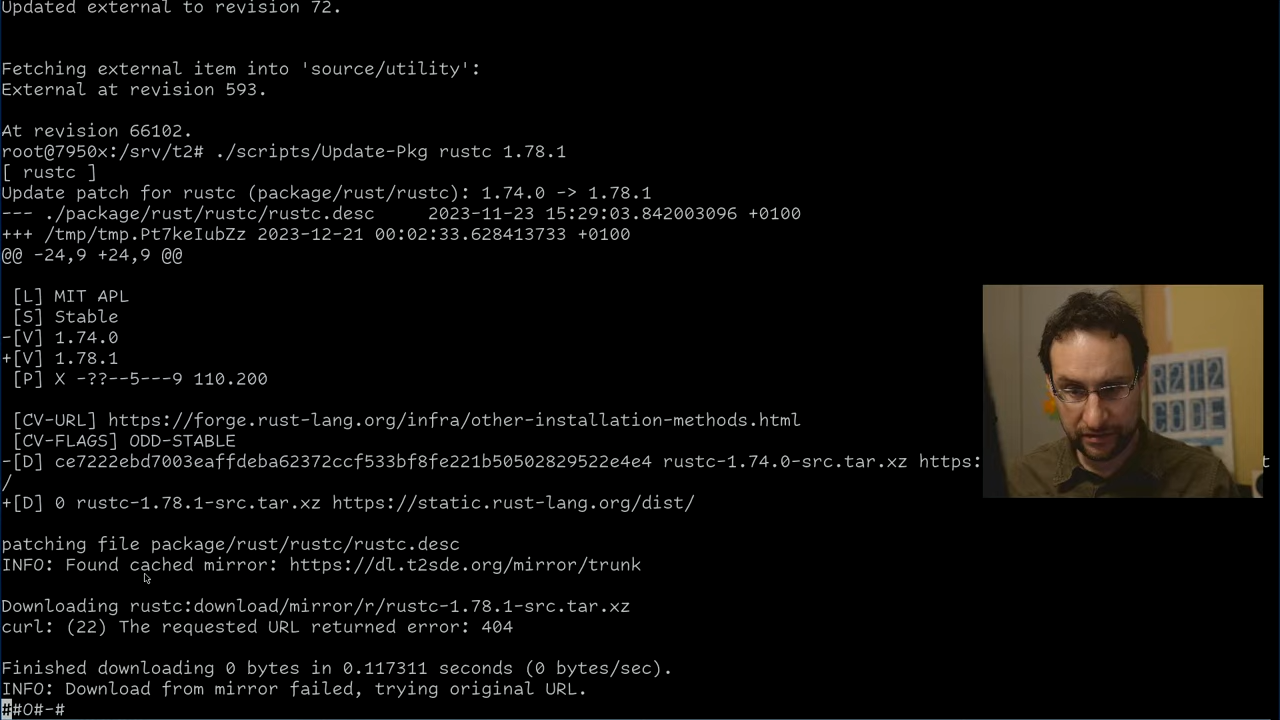 Updated external to revision 72.
Fetching external item into 'source/utility':
External at revision 593.
At revision 66102.
root@7950x:/srv/t2# ./scripts/Update-Pkg rustc 1.78.1
[ rustc ]
Update patch for rustc (package/rust/rustc): 1.74.0 -> 1.78.1
--- ./package/rust/rustc/rustc.desc     2023-11-23 15:29:03.842003096 +0100
+++ /tmp/tmp.Pt7keIubZz 2023-12-21 00:02:33.628413733 +0100
@@ -24,9 +24,9 @@
 [L] MIT APL
 [S] Stable
-[V] 1.74.0
+[V] 1.78.1
 [P] X -??--5---9 110.200
 [CV-URL] https://forge.rust-lang.org/infra/other-installation-methods.html
 [CV-FLAGS] ODD-STABLE
-[D] ce7222ebd7003eaffdeba62372ccf533bf8fe221b50502829522e4e4 rustc-1.74.0-src.tar.xz https: t
/
+[D] 0 rustc-1.78.1-src.tar.xz https://static.rust-lang.org/dist/
patching file package/rust/rustc/rustc.desc
INFO: Found cached mirror: https://dl.t2sde.org/mirror/trunk
Downloading rustc:download/mirror/r/rustc-1.78.1-src.tar.xz
curl: (22) The requested URL returned error: 404
Finished downloading 0 bytes in 0.117311 seconds (0 bytes/sec).
INFO: Download from mirror failed, trying original URL.
##O#-#
R2H2
CODE